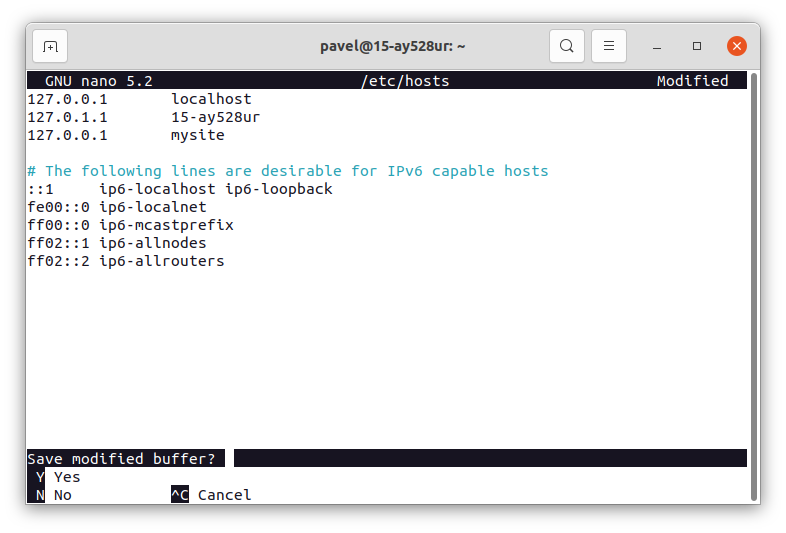 pavel@15-ay528ur: ~
GNU nano 5.2 /etc/hosts Modified
127.0.0.1 localhost
127.0.1.1 15-ay528ur
127.0.0.1 mysite
# The following lines are desirable for IPv6 capable hosts
::1 ip6-localhost ip6-loopback
fe00::0 ip6-localnet
ff00::0 ip6-mcastprefix
ff02::1 ip6-allnodes
ff02::2 ip6-allrouters
Save modified buffer?
Y Yes
N No ^C Cancel